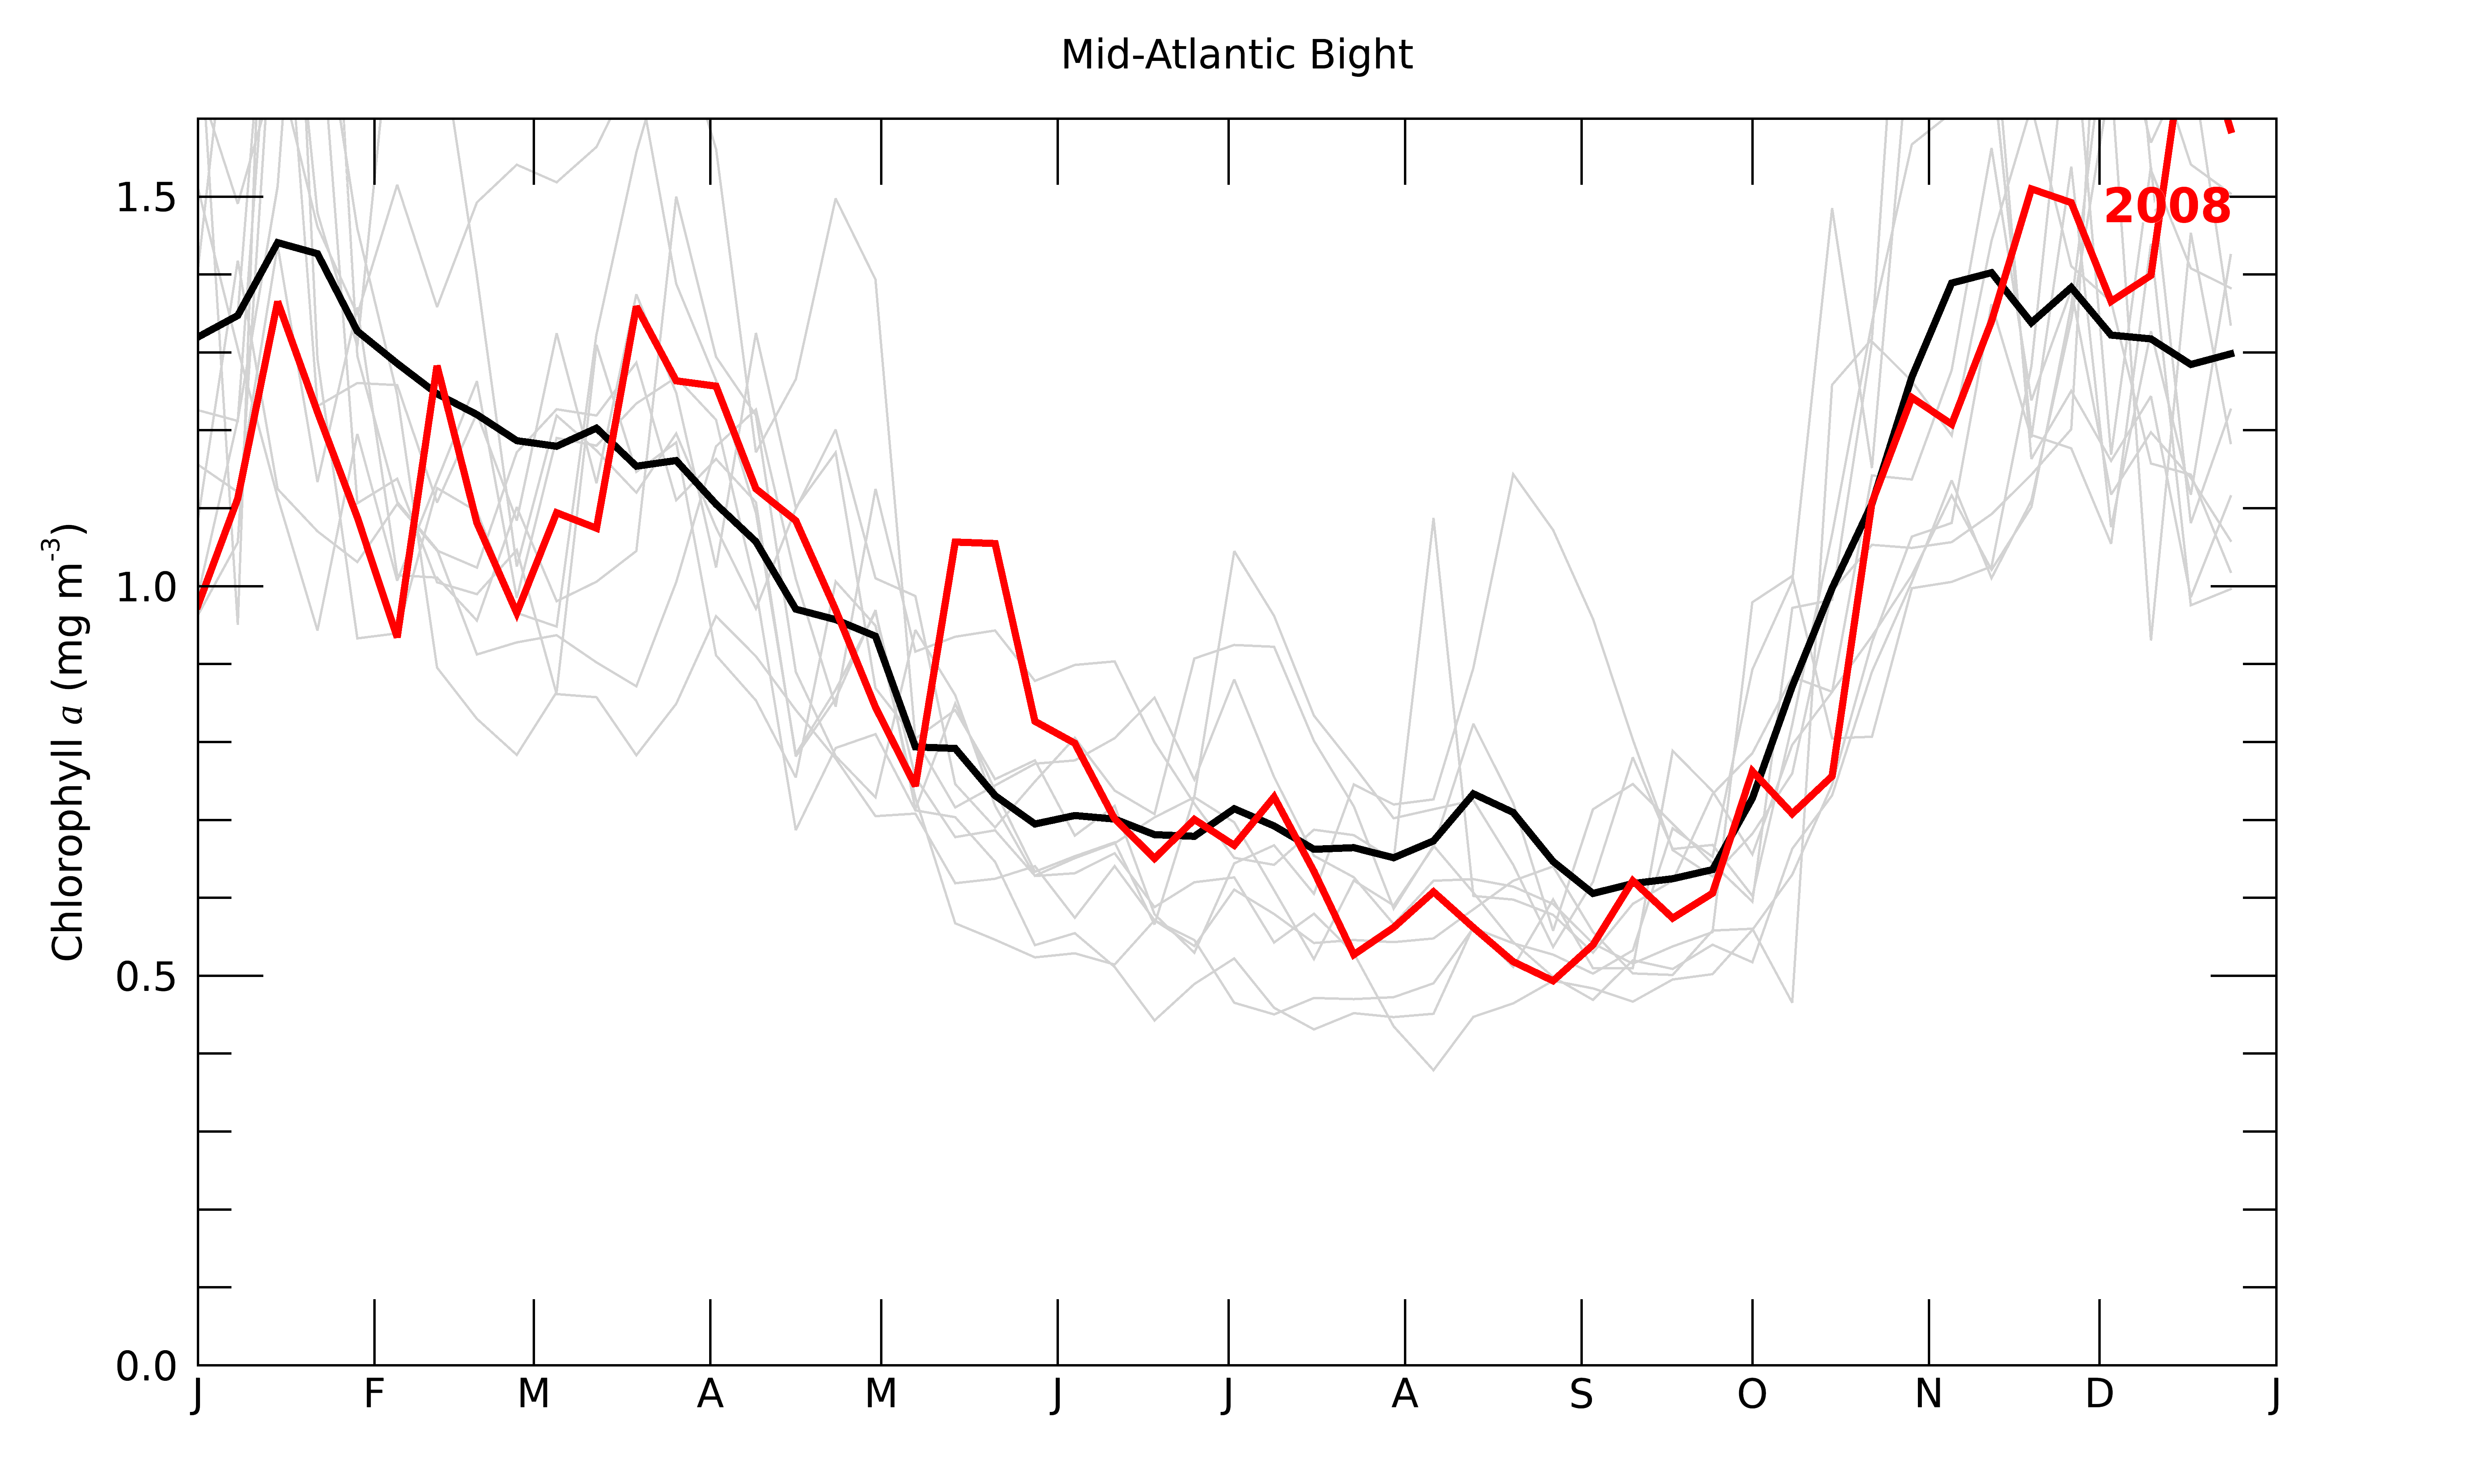 Mid-Atlantic Bight
Chlorophyll a (mg m⁻³)
1.5
1.0
0.5
0.0
2008
J F M A M J J A S O N D J